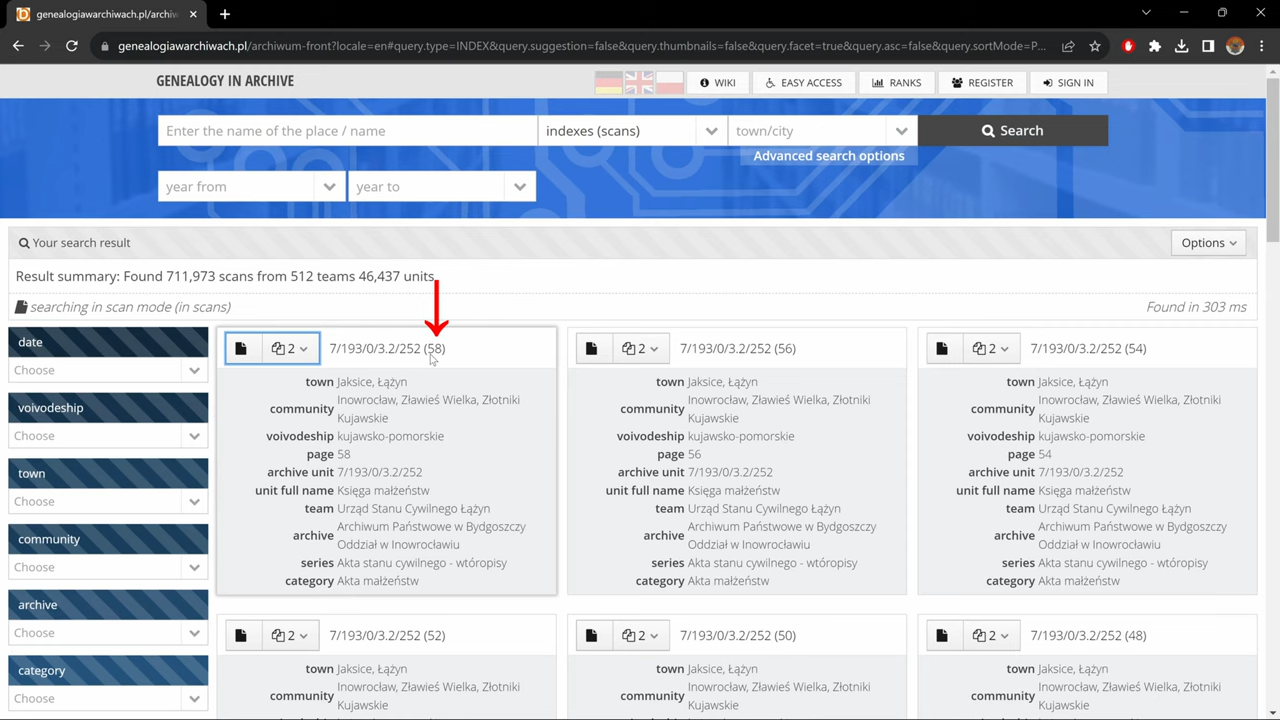 genealogiawarchiwach.pl/archiw
genealogiawarchiwach.pl/archiwum-front?locale=en#query.type=INDEX&query.suggestion=false&query.thumbnails=false&query.facet=true&query.asc=false&query.sortMode=P...
GENEALOGY IN ARCHIVE
WIKI
EASY ACCESS
RANKS
REGISTER
SIGN IN
Enter the name of the place / name
indexes (scans)
town/city
Search
Advanced search options
year from
year to
Your search result
Options
Result summary: Found 711,973 scans from 512 teams 46,437 units
searching in scan mode (in scans)
Found in 303 ms
date
Choose
voivodeship
Choose
town
Choose
community
Choose
archive
Choose
category
Choose
2
7/193/0/3.2/252 (58)
town Jaksice, Łążyn
community Inowrocław, Zławieś Wielka, Złotniki
Kujawskie
voivodeship kujawsko-pomorskie
page 58
archive unit 7/193/0/3.2/252
unit full name Księga małżeństw
team Urząd Stanu Cywilnego Łążyn
archive Archiwum Państwowe w Bydgoszczy
Oddział w Inowrocławiu
series Akta stanu cywilnego - wtóropisy
category Akta małżeństw
2
7/193/0/3.2/252 (56)
town Jaksice, Łążyn
community Inowrocław, Zławieś Wielka, Złotniki
Kujawskie
voivodeship kujawsko-pomorskie
page 56
archive unit 7/193/0/3.2/252
unit full name Księga małżeństw
team Urząd Stanu Cywilnego Łążyn
archive Archiwum Państwowe w Bydgoszczy
Oddział w Inowrocławiu
series Akta stanu cywilnego - wtóropisy
category Akta małżeństw
2
7/193/0/3.2/252 (54)
town Jaksice, Łążyn
community Inowrocław, Zławieś Wielka, Złotniki
Kujawskie
voivodeship kujawsko-pomorskie
page 54
archive unit 7/193/0/3.2/252
unit full name Księga małżeństw
team Urząd Stanu Cywilnego Łążyn
archive Archiwum Państwowe w Bydgoszczy
Oddział w Inowrocławiu
series Akta stanu cywilnego - wtóropisy
category Akta małżeństw
2
7/193/0/3.2/252 (52)
town Jaksice, Łążyn
community Inowrocław, Zławieś Wielka, Złotniki
Kujawskie
2
7/193/0/3.2/252 (50)
town Jaksice, Łążyn
community Inowrocław, Zławieś Wielka, Złotniki
Kujawskie
2
7/193/0/3.2/252 (48)
town Jaksice, Łążyn
community Inowrocław, Zławieś Wielka, Złotniki
Kujawskie